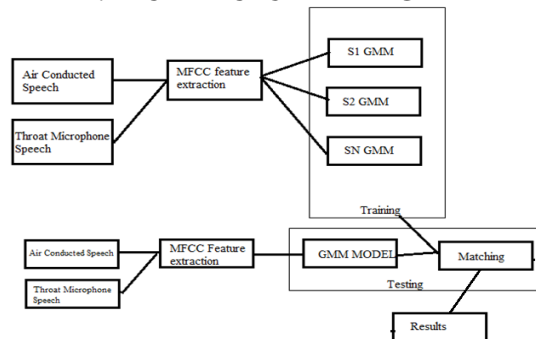 S1 GMM
Air Conducted
Speech
MFCC feature
extraction
S2 GMM
Throat Microphone
Speech
SN GMM
Training
Air Conducted Speech
MFCC Feature
extraction
GMM MODEL
Matching
Throat Microphone
Speech
Testing
Results